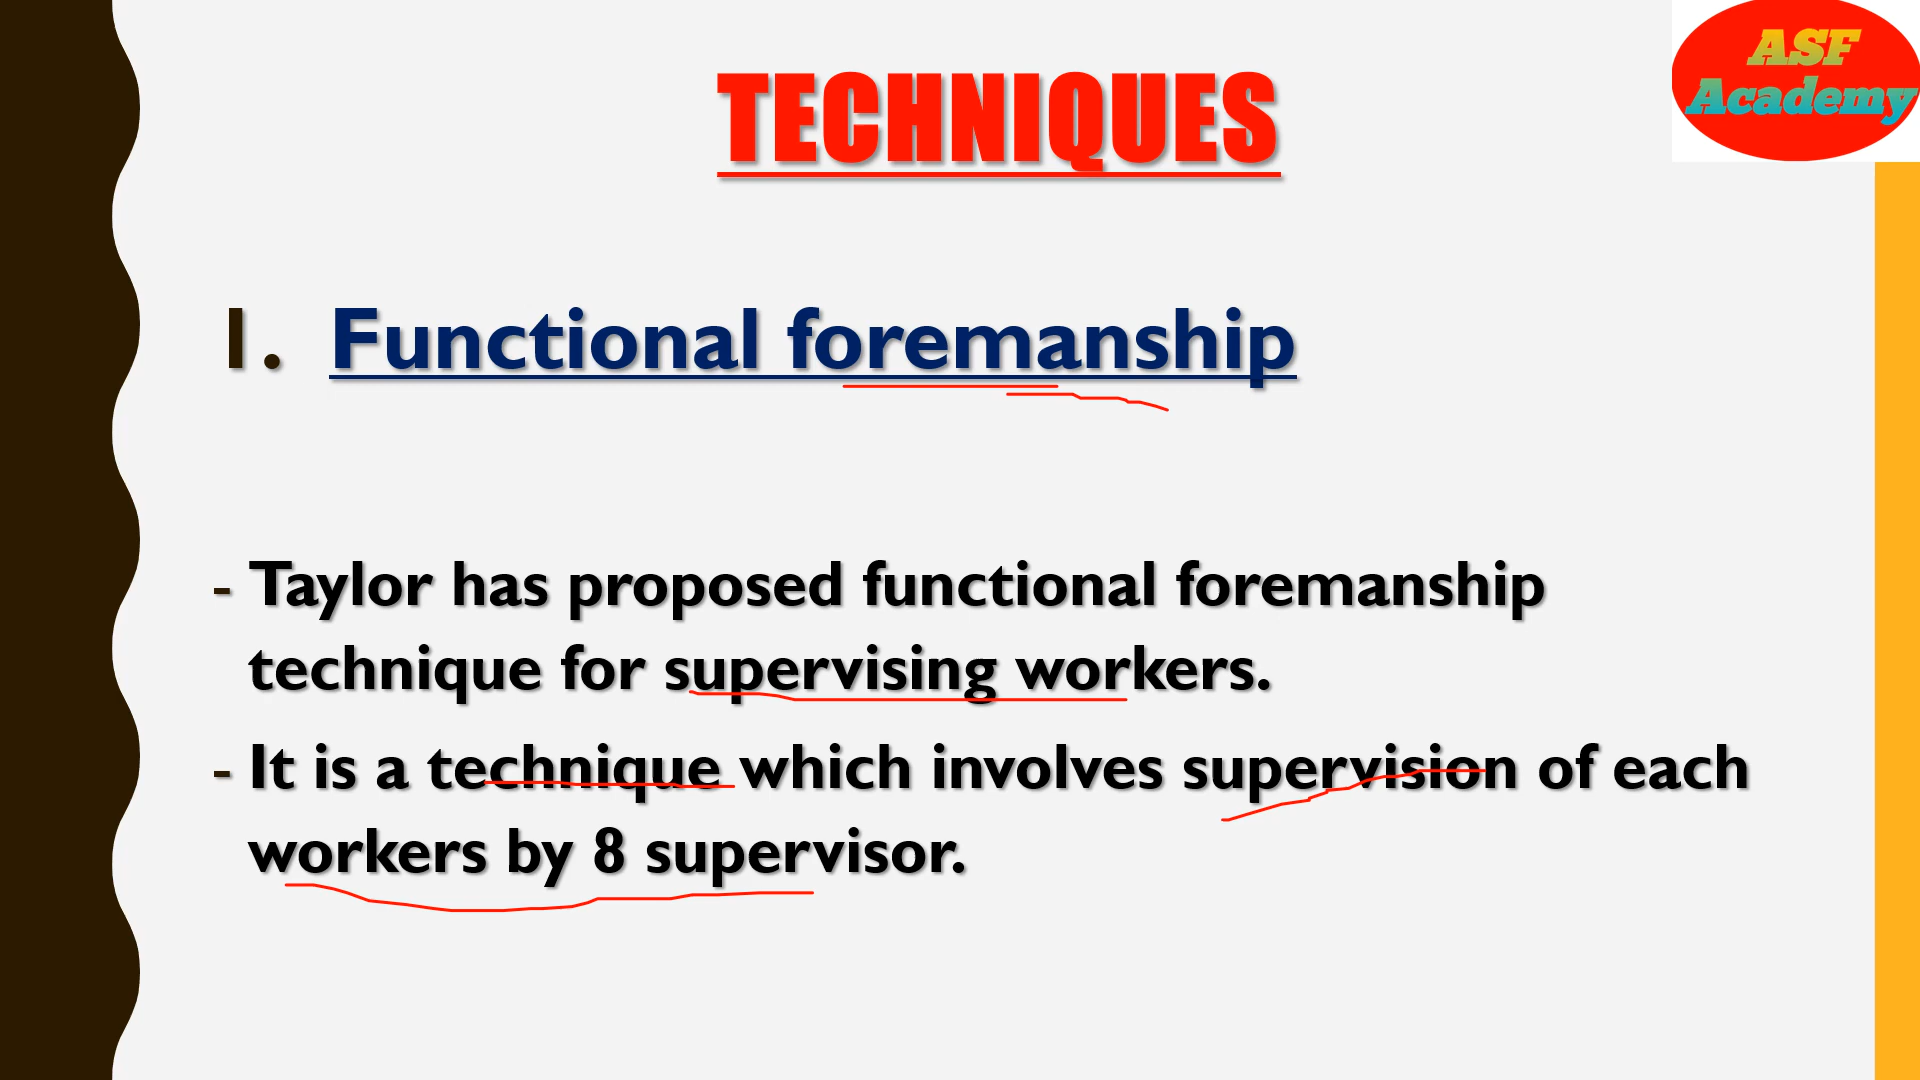 ASF
Academy
TECHNIQUES
1. Functional foremanship
- Taylor has proposed functional foremanship
technique for supervising workers.
- It is a technique which involves supervision of each
workers by 8 supervisor.